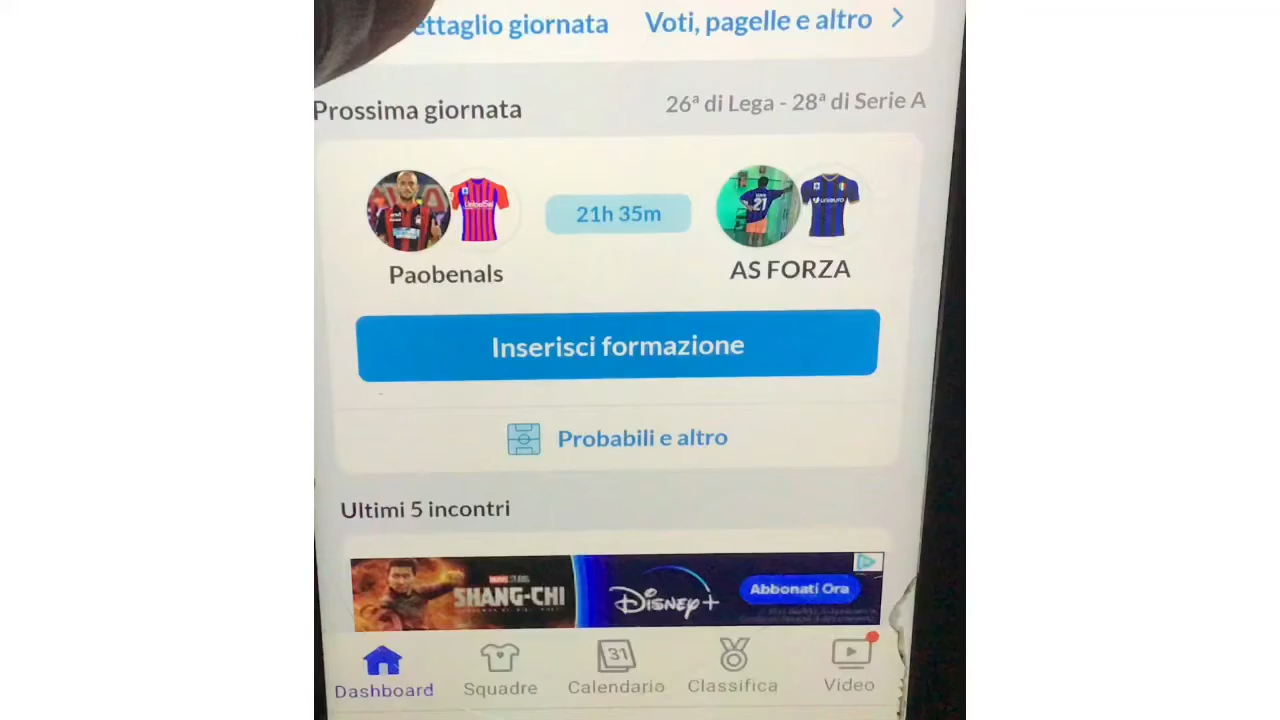 ettaglio giornata Voti, pagelle e altro
Prossima giornata 26ª di Lega - 28ª di Serie A
21
21h 35m
Paobenals AS FORZA
Inserisci formazione
Probabili e altro
Ultimi 5 incontri
SHANG-CHI
Disney+ Abbonati Ora
31
Dashboard Squadre Calendario Classifica Video